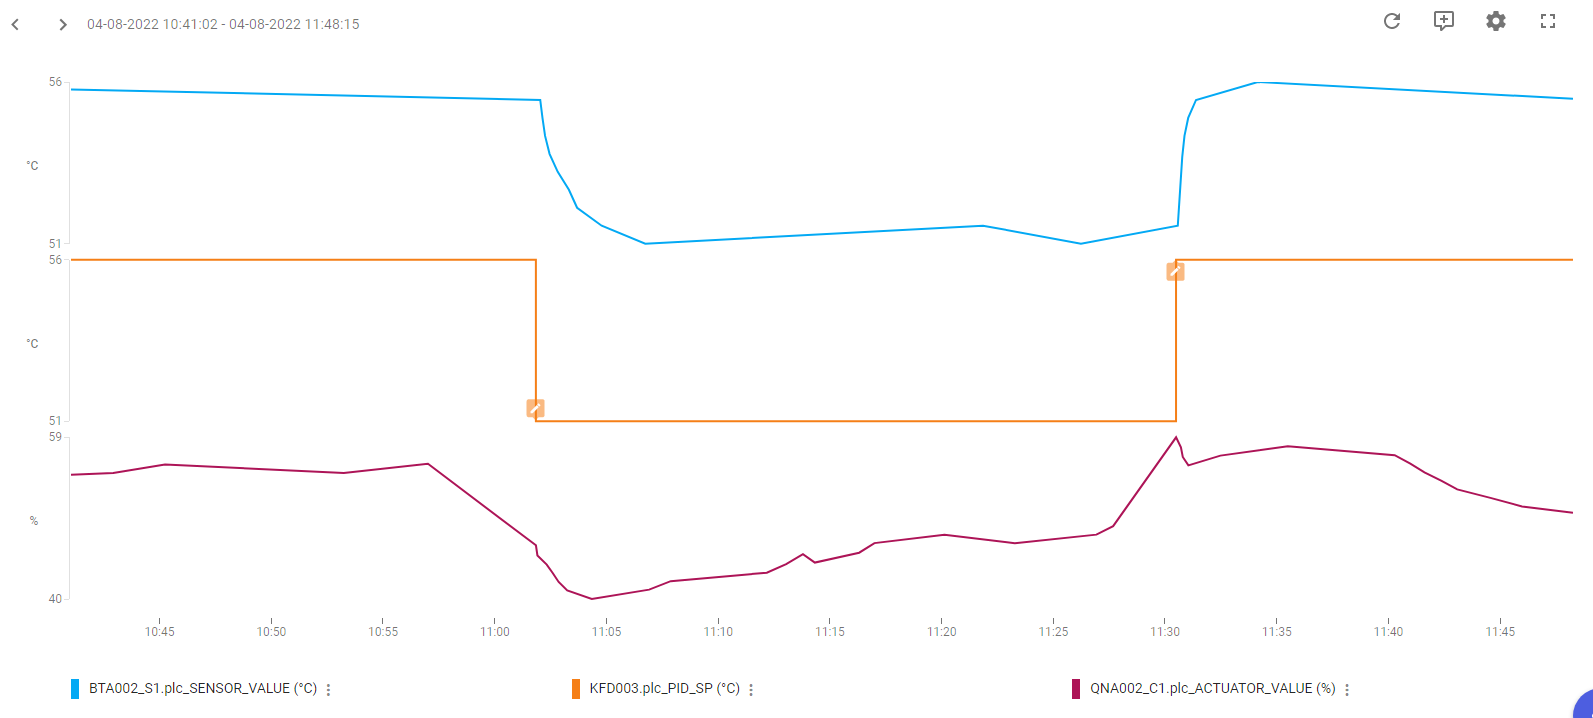 04-08-2022 10:41:02 - 04-08-2022 11:48:15
56
°C
51
56
°C
51
59
%
40
10:45 10:50 10:55 11:00 11:05 11:10 11:15 11:20 11:25 11:30 11:35 11:40 11:45
BTA002_S1.plc_SENSOR_VALUE (°C) KFD003.plc_PID_SP (°C) QNA002_C1.plc_ACTUATOR_VALUE (%)